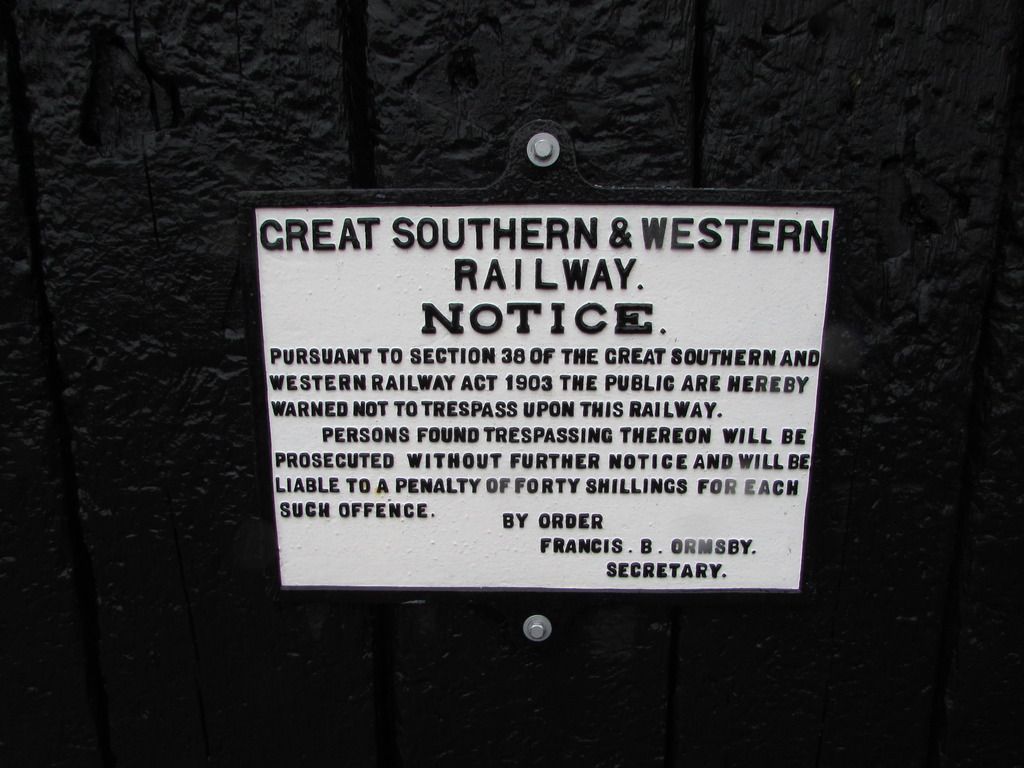 GREAT SOUTHERN & WESTERN
RAILWAY.
NOTICE.
PURSUANT TO SECTION 38 OF THE GREAT SOUTHERN AND
WESTERN RAILWAY ACT 1903 THE PUBLIC ARE HEREBY
WARNED NOT TO TRESPASS UPON THIS RAILWAY.
PERSONS FOUND TRESPASSING THEREON WILL BE
PROSECUTED WITHOUT FURTHER NOTICE AND WILL BE
LIABLE TO A PENALTY OF FORTY SHILLINGS FOR EACH
SUCH OFFENCE.
BY ORDER
FRANCIS. B. ORMSBY.
SECRETARY.